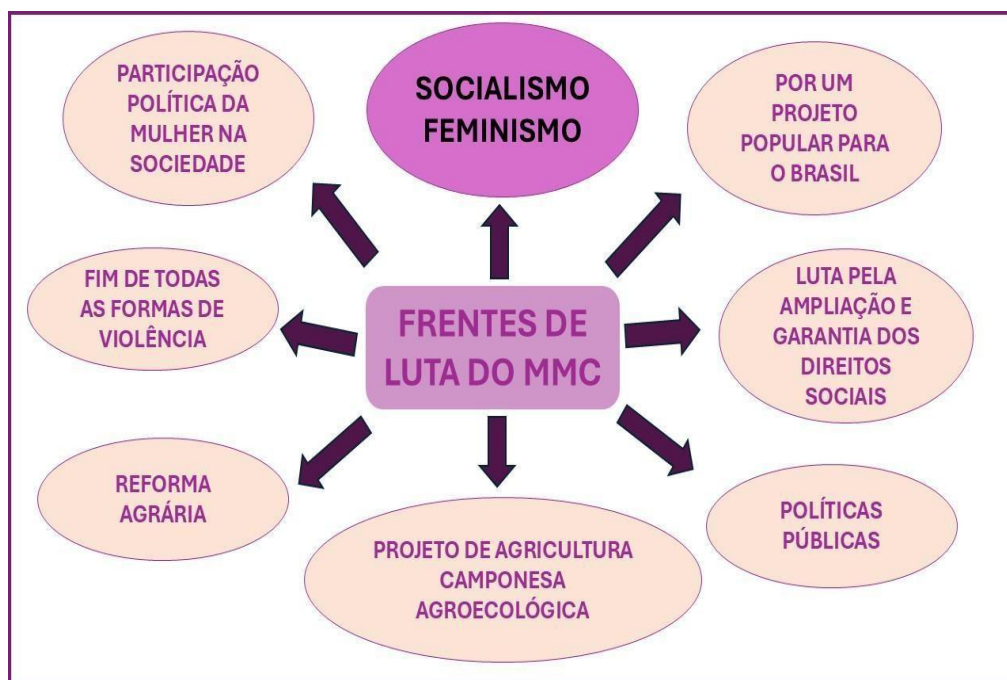 PARTICIPAÇÃO
POLÍTICA DA
MULHER NA
SOCIEDADE
SOCIALISMO
FEMINISMO
POR UM
PROJETO
POPULAR PARA
O BRASIL
FIM DE TODAS
AS FORMAS DE
VIOLÊNCIA
FRENTES DE
LUTA DO MMC
LUTA PELA
AMPLIAÇÃO E
GARANTIA DOS
DIREITOS
SOCIAIS
REFORMA
AGRÁRIA
PROJETO DE AGRICULTURA
CAMPONESA
AGROECOLÓGICA
POLÍTICAS
PÚBLICAS